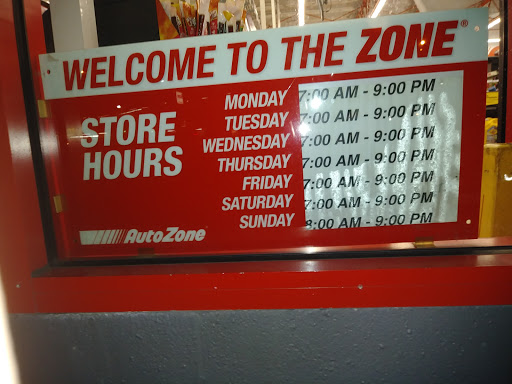 WELCOME TO THE ZONE®
STORE HOURS
MONDAY 7:00 AM - 9:00 PM
TUESDAY 7:00 AM - 9:00 PM
WEDNESDAY 7:00 AM - 9:00 PM
THURSDAY 7:00 AM - 9:00 PM
FRIDAY 7:00 AM - 9:00 PM
SATURDAY 7:00 AM - 9:00 PM
SUNDAY 8:00 AM - 9:00 PM
AutoZone